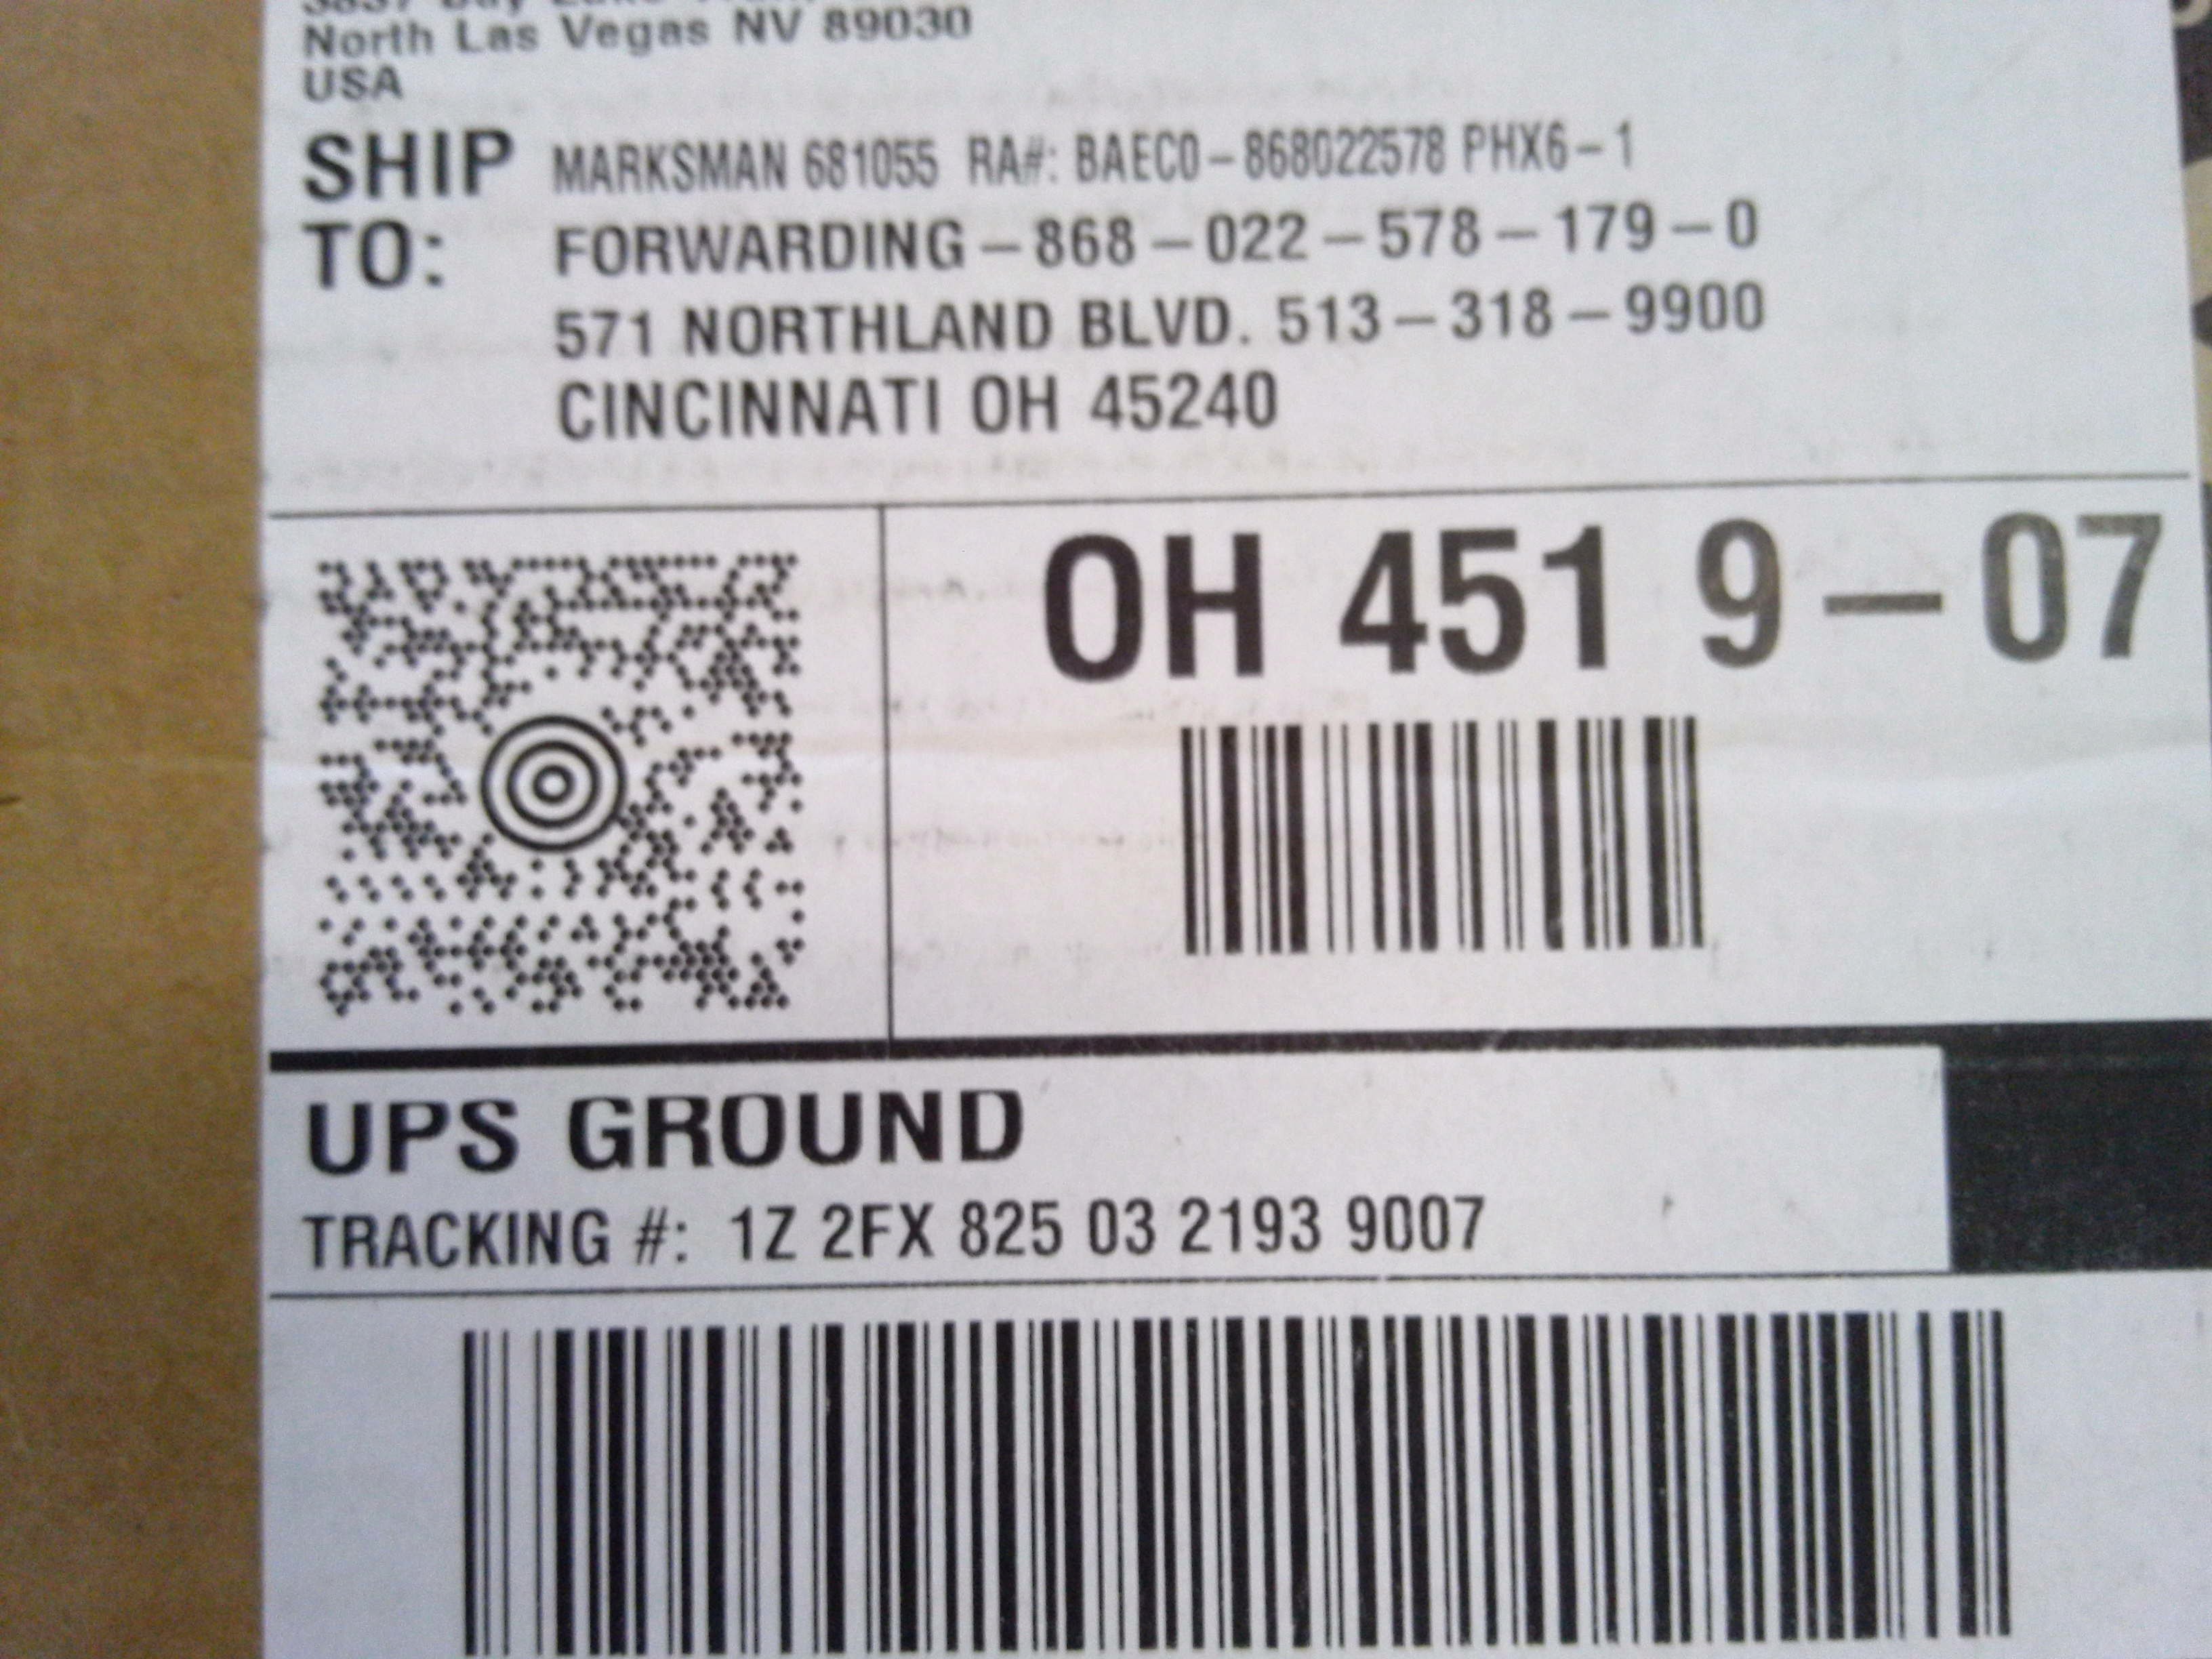 North Las Vegas NV 89030
USA
SHIP TO:
MARKSMAN 681055 RA#: BAEC0-868022578 PHX6-1
FORWARDING-868-022-578-179-0
571 NORTHLAND BLVD. 513-318-9900
CINCINNATI OH 45240
OH 451 9-07
UPS GROUND
TRACKING #: 1Z 2FX 825 03 2193 9007